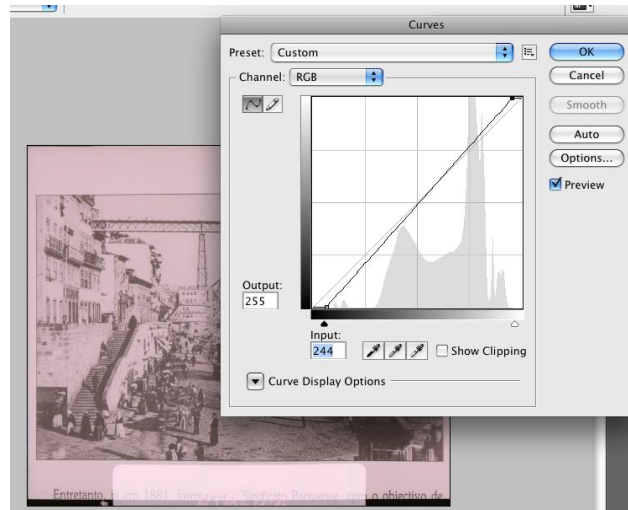 Curves
Preset: Custom
OK
Channel: RGB
Cancel
Smooth
Auto
Options...
Preview
Output:
255
Input:
244
Show Clipping
Curve Display Options
Entretanto, em 1881, formava-se o Sindicato Portuense, com o objectivo de